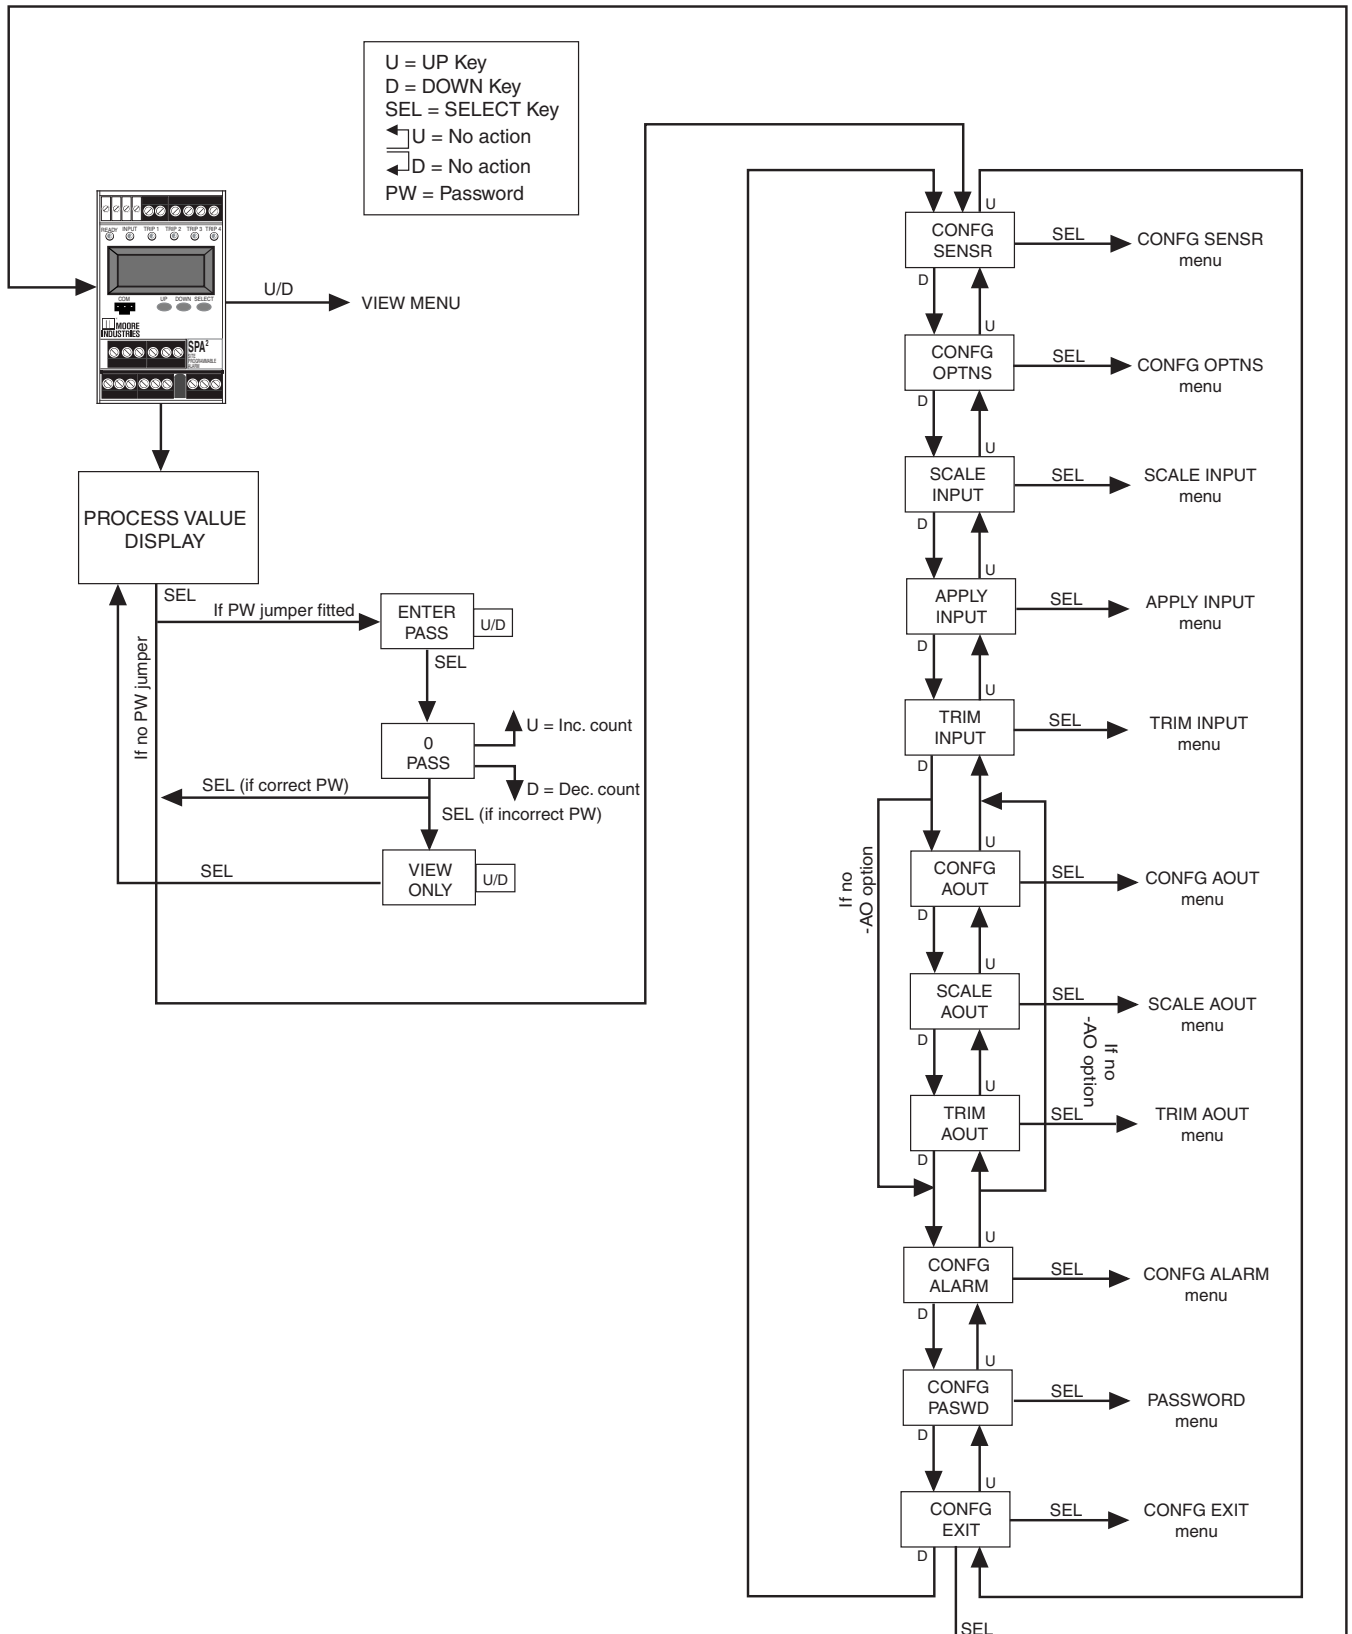 U = UP Key
D = DOWN Key
SEL = SELECT Key
U = No action
D = No action
PW = Password
READY INPUT TRIP 1 TRIP 2 TRIP 3 TRIP 4
COM UP DOWN SELECT
MOORE
INDUSTRIES
SPA2
SITE
PROGRAMMABLE
ALARM
U/D
VIEW MENU
PROCESS VALUE
DISPLAY
SEL
If PW jumper fitted
If no PW jumper
ENTER
PASS
U/D
SEL
0
PASS
U = Inc. count
D = Dec. count
SEL (if correct PW)
SEL (if incorrect PW)
VIEW
ONLY
U/D
SEL
U
CONFG
SENSR
SEL
CONFG SENSR
menu
D
U
CONFG
OPTNS
SEL
CONFG OPTNS
menu
D
U
SCALE
INPUT
SEL
SCALE INPUT
menu
D
U
APPLY
INPUT
SEL
APPLY INPUT
menu
D
U
TRIM
INPUT
SEL
TRIM INPUT
menu
D
If no
-AO option
U
CONFG
AOUT
SEL
CONFG AOUT
menu
D
U
SCALE
AOUT
SEL
SCALE AOUT
menu
D
If no
-AO option
U
TRIM
AOUT
SEL
TRIM AOUT
menu
D
U
CONFG
ALARM
SEL
CONFG ALARM
menu
D
U
CONFG
PASWD
SEL
PASSWORD
menu
D
U
CONFG
EXIT
SEL
CONFG EXIT
menu
D
SEL